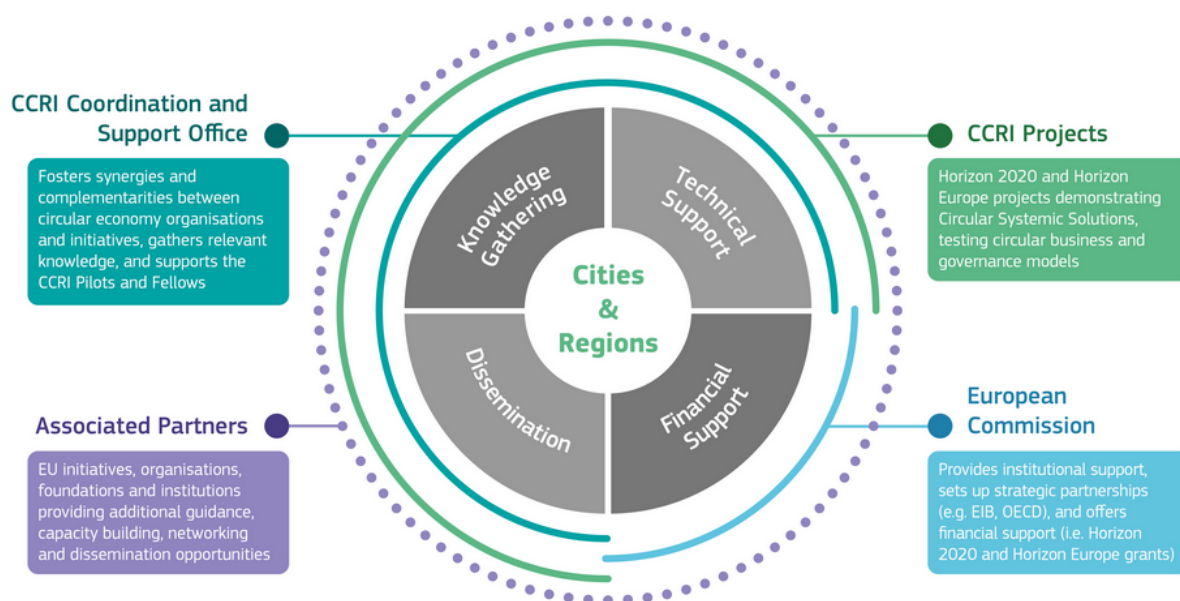 CCRI Coordination and
Support Office
Fosters synergies and
complementarities between
circular economy organisations
and initiatives, gathers relevant
knowledge, and supports the
CCRI Pilots and Fellows
CCRI Projects
Horizon 2020 and Horizon
Europe projects demonstrating
Circular Systemic Solutions,
testing circular business and
governance models
Knowledge
Gathering
Technical
Support
Cities
&
Regions
Dissemination
Financial
Support
Associated Partners
EU initiatives, organisations,
foundations and institutions
providing additional guidance,
capacity building, networking
and dissemination opportunities
European
Commission
Provides institutional support,
sets up strategic partnerships
(e.g. EIB, OECD), and offers
financial support (i.e. Horizon
2020 and Horizon Europe grants)